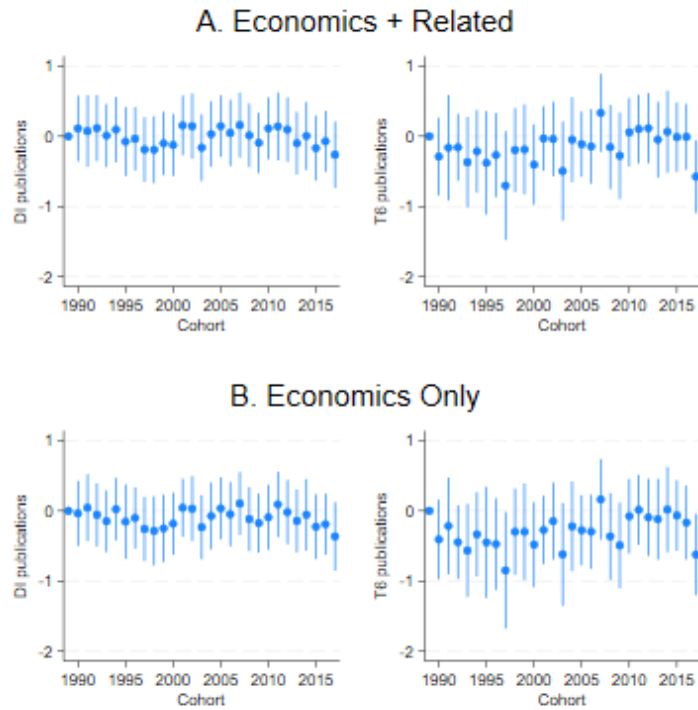 A. Economics + Related
1
0
-1
-2
DI publications
1990 1995 2000 2005 2010 2015
Cohort
1
0
-1
-2
T6 publications
1990 1995 2000 2005 2010 2015
Cohort
B. Economics Only
1
0
-1
-2
DI publications
1990 1995 2000 2005 2010 2015
Cohort
1
0
-1
-2
T6 publications
1990 1995 2000 2005 2010 2015
Cohort